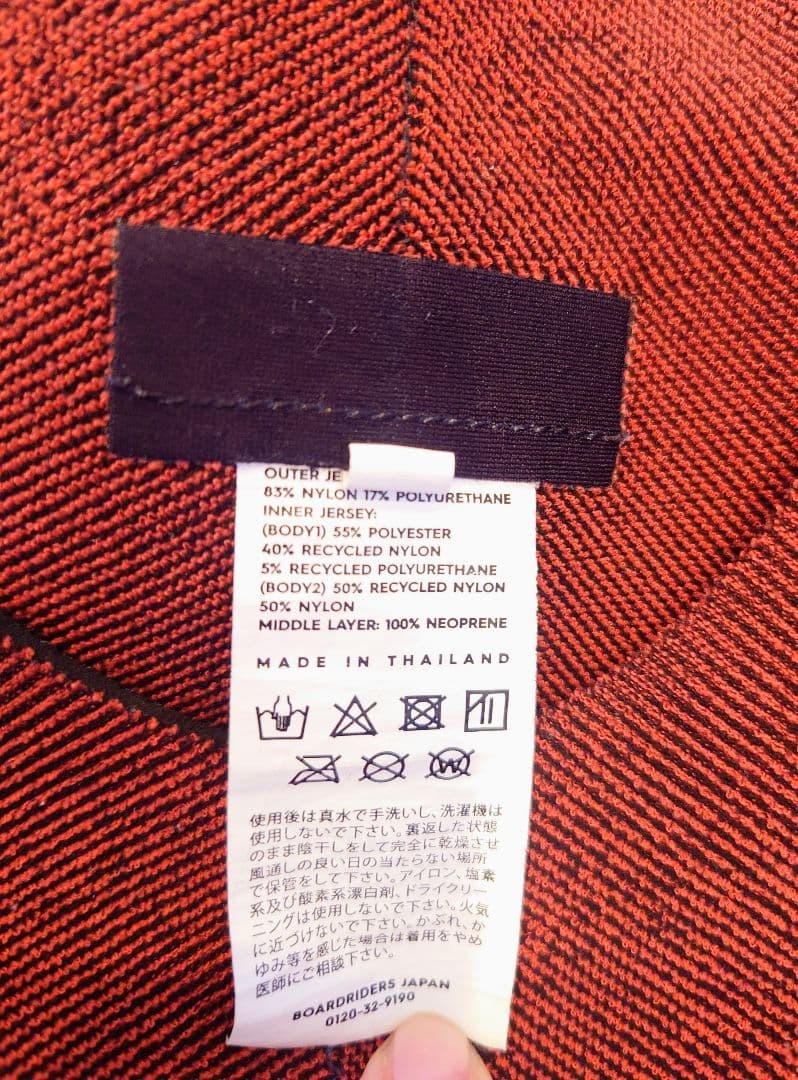 OUTER JE
83% NYLON 17% POLYURETHANE
INNER JERSEY:
(BODY1) 55% POLYESTER
40% RECYCLED NYLON
5% RECYCLED POLYURETHANE
(BODY2) 50% RECYCLED NYLON
50% NYLON
MIDDLE LAYER: 100% NEOPRENE
MADE IN THAILAND
W
使用後は真水で手洗いし、洗濯機は
使用しないで下さい。裏返した状態
のまま陰干しをして完全に乾燥させ
風通しの良い日の当たらない場所
で保管をして下さい。アイロン、塩素
系及び酸素系漂白剤、ドライクリー
ニングは使用しないで下さい。火気
に近づけないで下さい。かぶれ、か
ゆみ等を感じた場合は着用をやめ
医師にご相談下さい。
BOARDRIDERS JAPAN
0120-32-9190